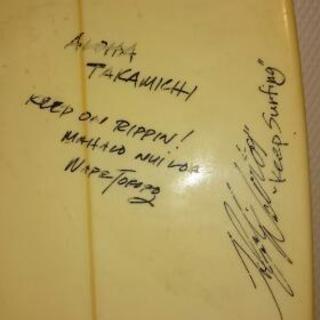 ALOHA
TAKAMICHI
KEEP ON RIPPIN!
MAHALO NUI LOA
"Keep Surfing"